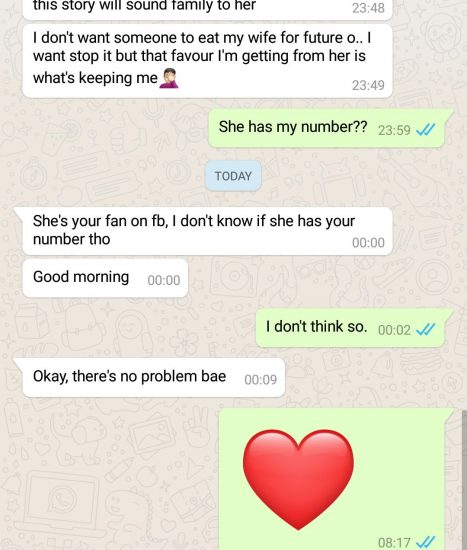 this story will sound family to her
23:48
I don't want someone to eat my wife for future o.. I
want stop it but that favour I'm getting from her is
what's keeping me
23:49
She has my number?? 23:59
TODAY
She's your fan on fb, I don't know if she has your
number tho
00:00
Good morning 00:00
I don't think so. 00:02
Okay, there's no problem bae 00:09
08:17